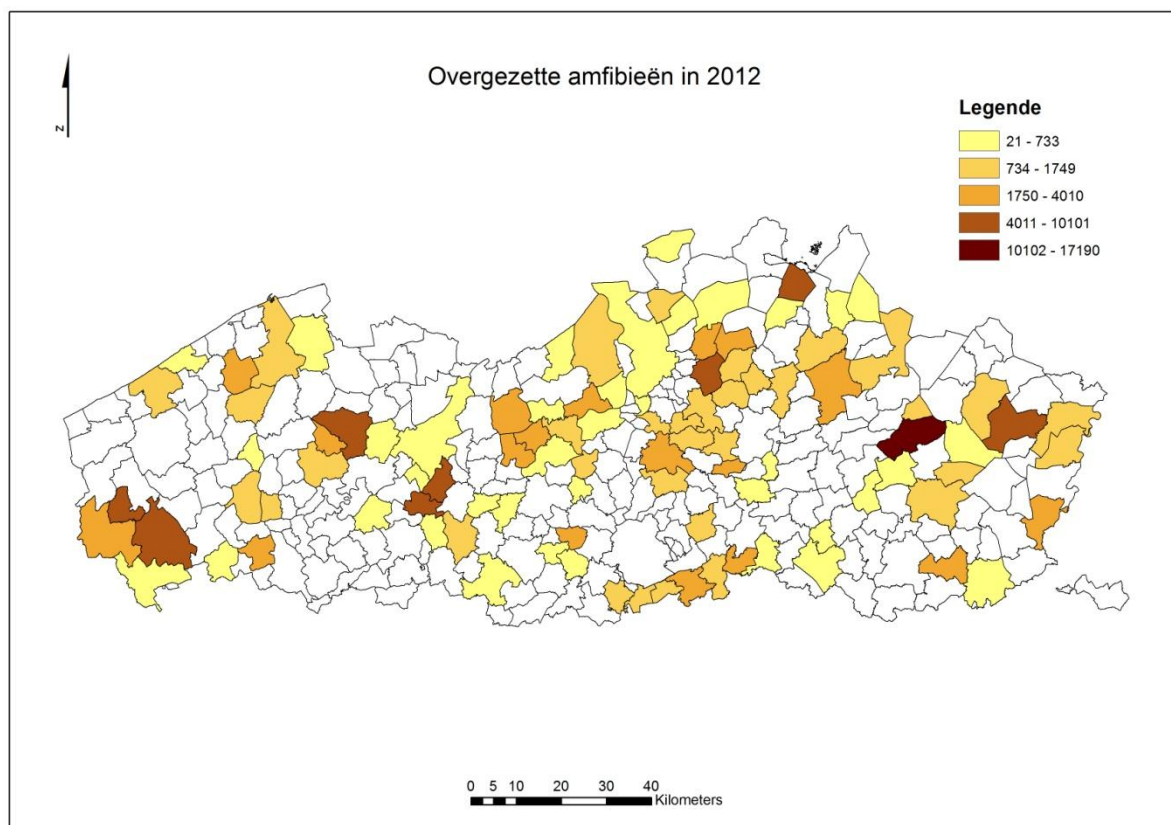 Overgezette amfibieën in 2012
N
Legende
21 - 733
734 - 1749
1750 - 4010
4011 - 10101
10102 - 17190
0 5 10 20 30 40
Kilometers